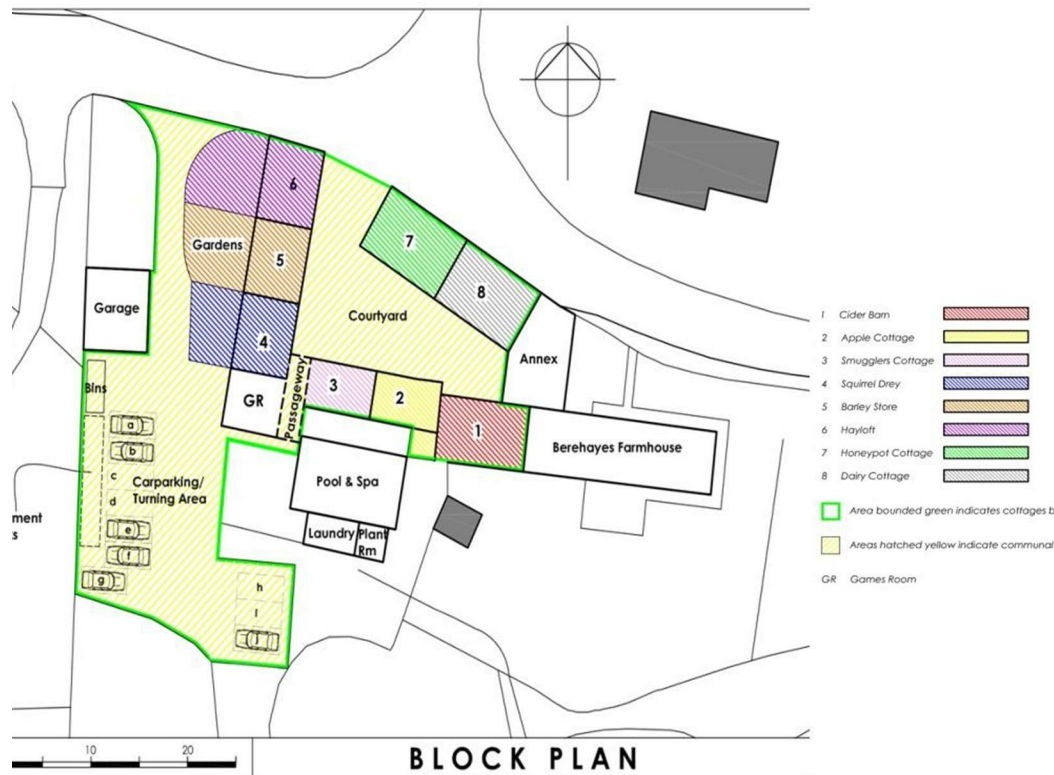 6
7
Gardens
5
8
Garage
Courtyard
4
Annex
Passageway
3
2
GR
Bins
1
Berehayes Farmhouse
a
b
Pool & Spa
c
Carparking/
Turning Area
d
e
Laundry
Plant
Rm
f
g
h
i
j
10
20
BLOCK PLAN
1 Cider Barn
2 Apple Cottage
3 Smugglers Cottage
4 Squirrel Drey
5 Barley Store
6 Hayloft
7 Honeypot Cottage
8 Dairy Cottage
Area bounded green indicates cottages b
Areas hatched yellow indicate communal
GR Games Room
ment
s